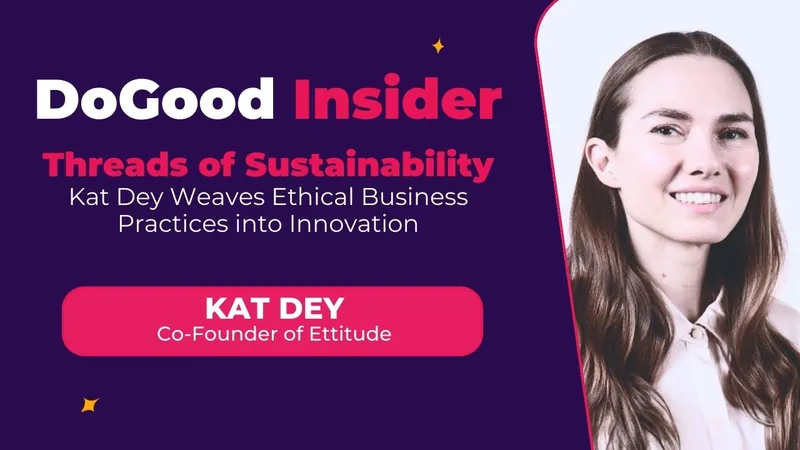 DoGood Insider
Threads of Sustainability
Kat Dey Weaves Ethical Business
Practices into Innovation
KAT DEY
Co-Founder of Ettitude